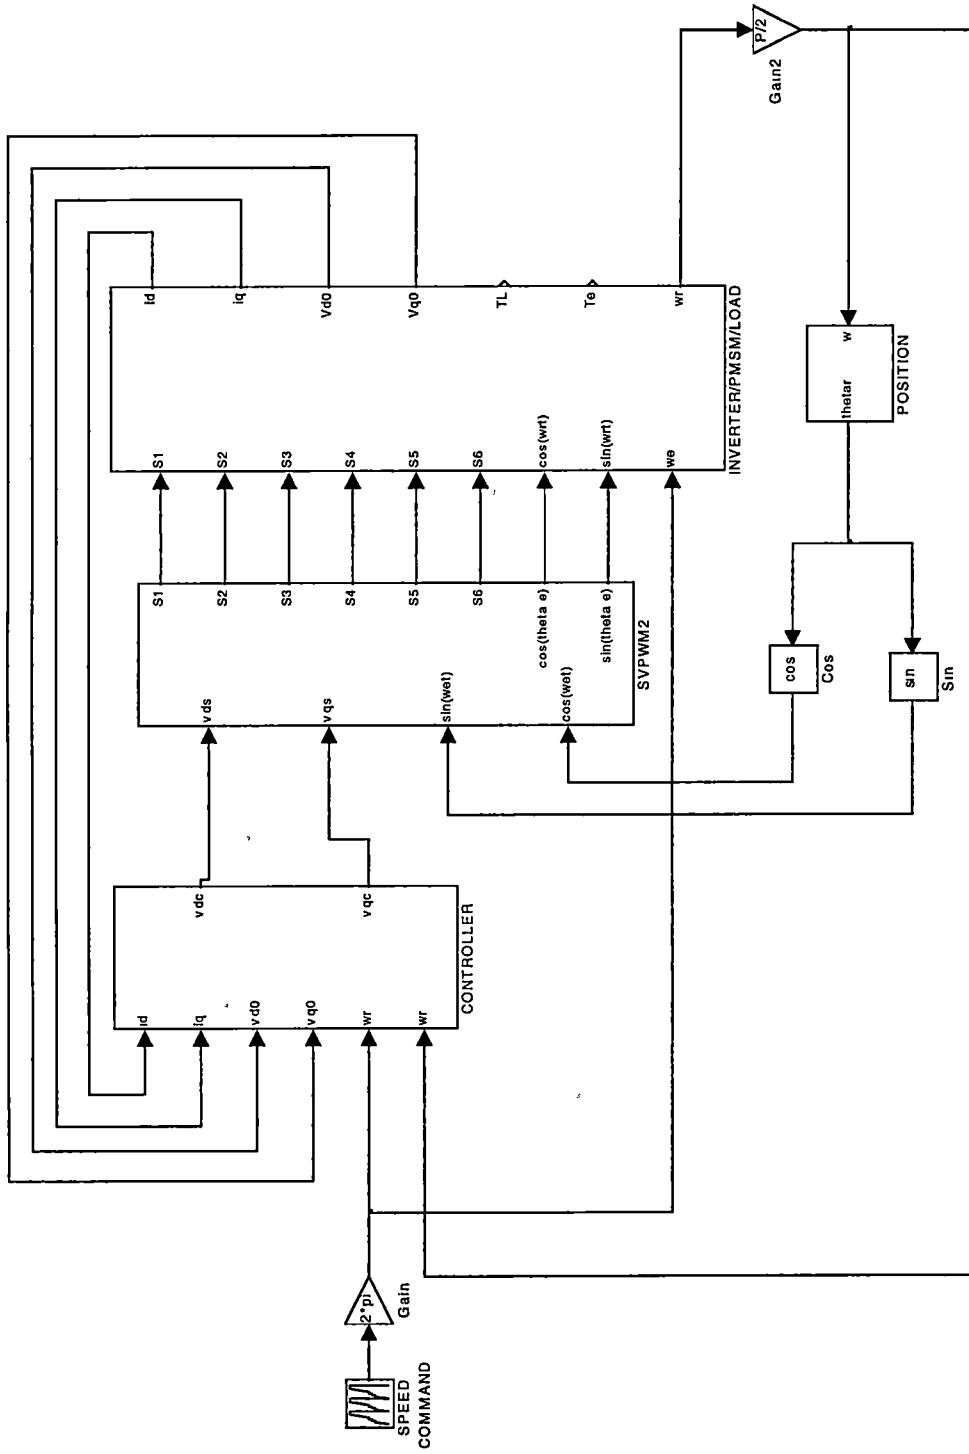 SPEED
COMMAND
2*pi
Gain
id
iq
vd0
vq0
wr
wr
vdc
vqc
CONTROLLER
vds
vqs
sin(wet)
cos(wet)
S1
S2
S3
S4
S5
S6
cos(theta e)
sin(theta e)
SVPWM2
S1
S2
S3
S4
S5
S6
cos(wrt)
sin(wrt)
we
id
iq
Vd0
Vq0
TL
Te
wr
INVERTER/PMSM/LOAD
P/2
Gain2
thetar
w
POSITION
cos
Cos
sin
Sin